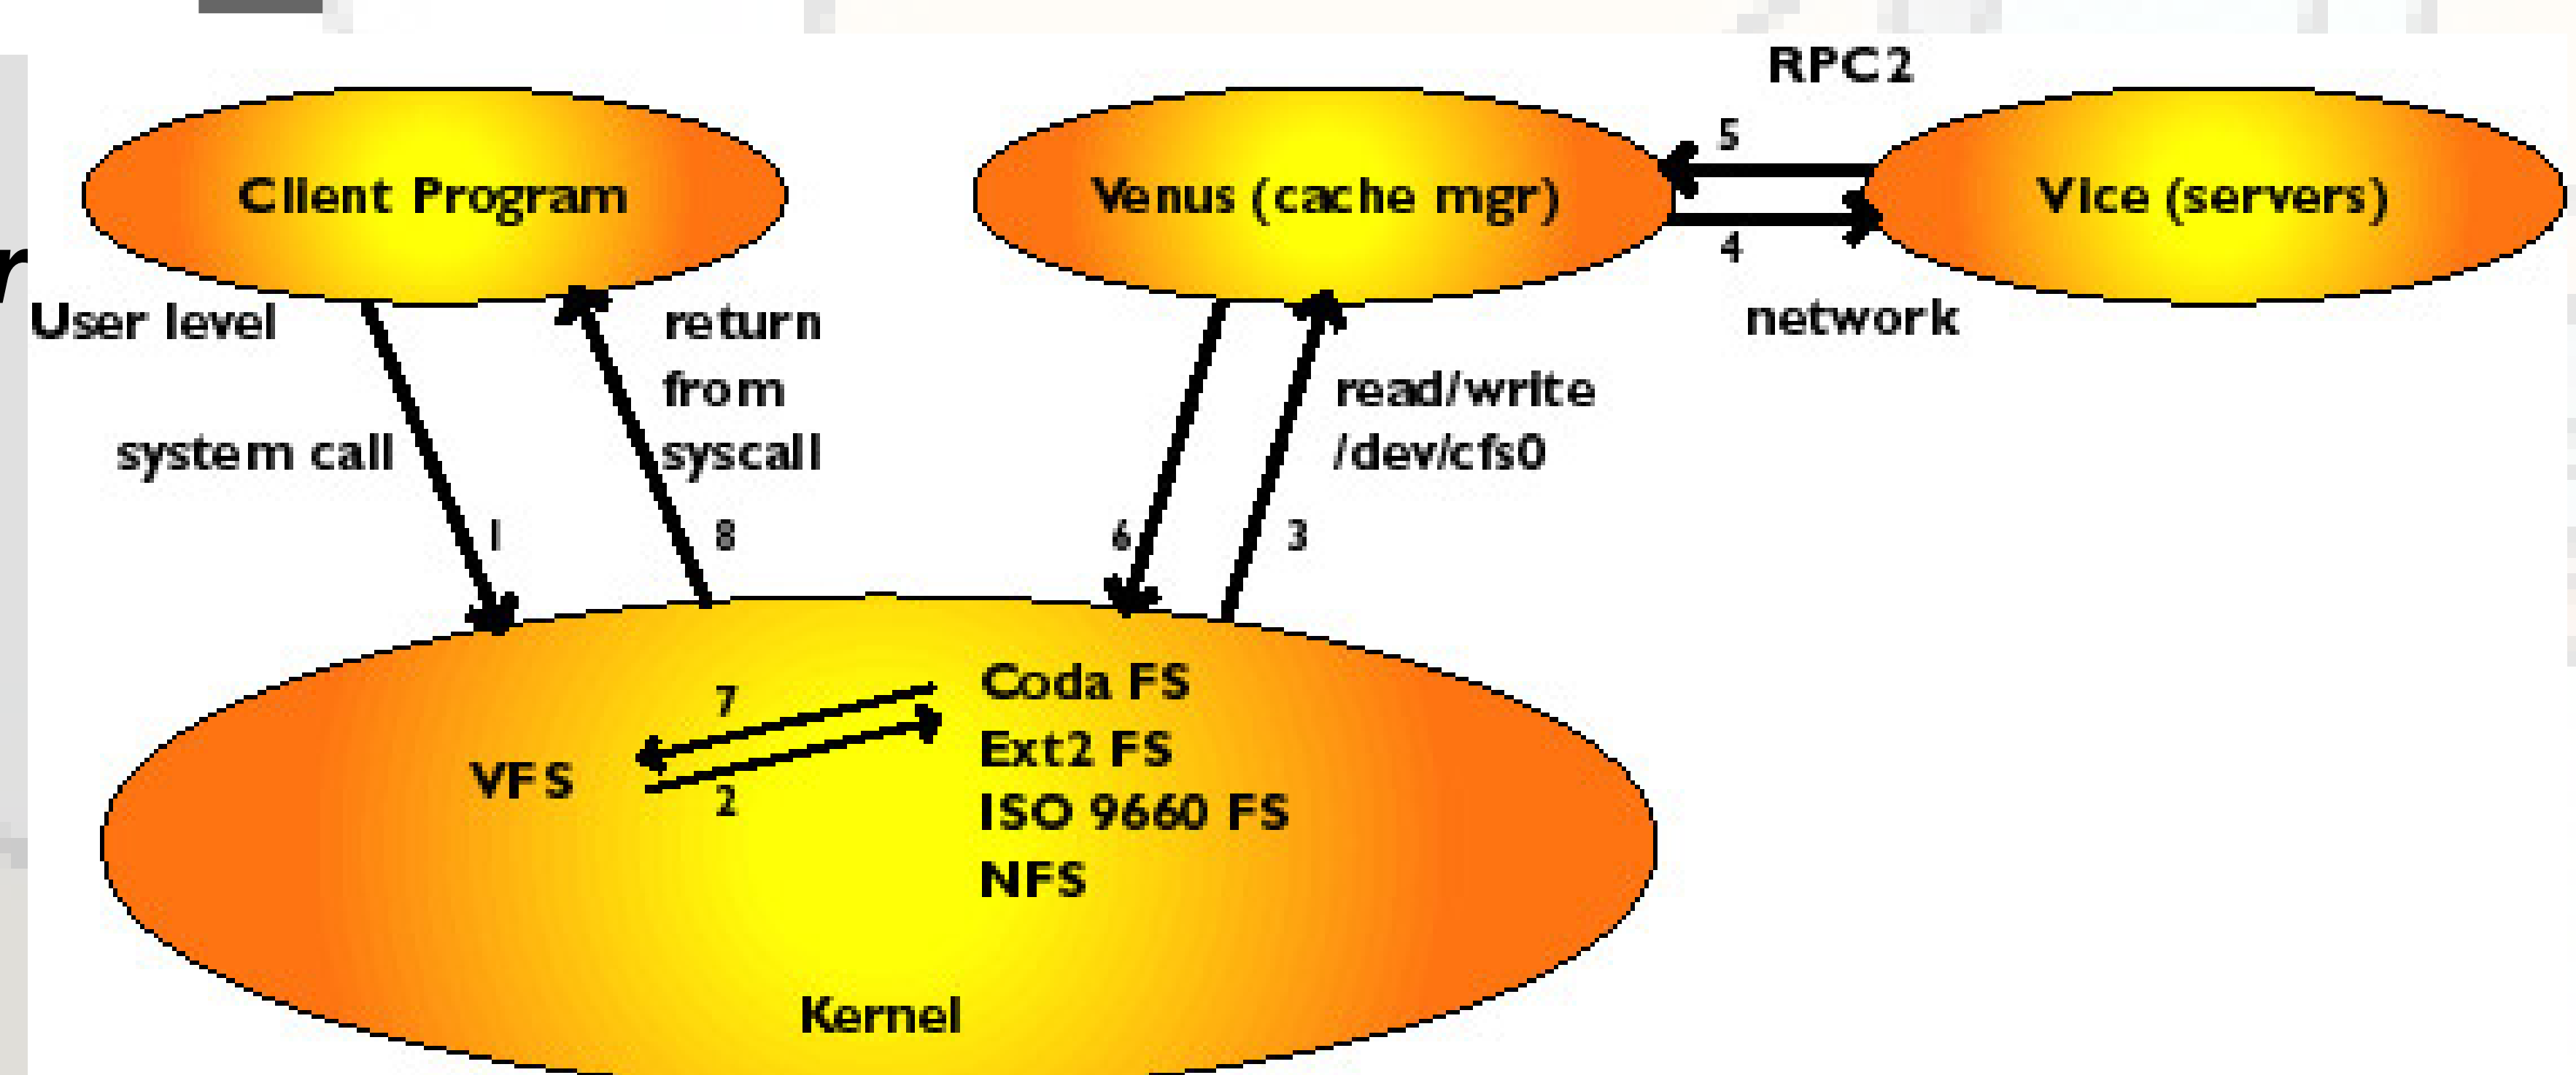 RPC2
5
Client Program
Venus (cache mgr)
Vice (servers)
4
r
User level
return
network
from
read/write
system call
syscall
/dev/cfs0
1
8
6
3
Coda FS
7
Ext2 FS
VFS
2
ISO 9660 FS
NFS
Kernel